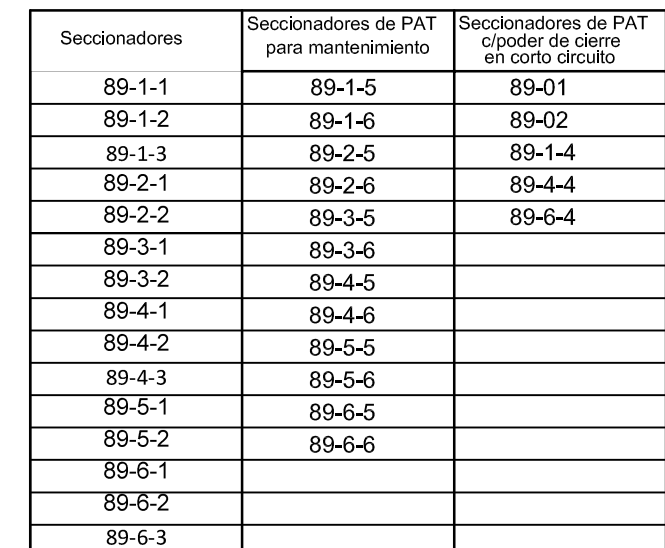 Seccionadores
Seccionadores de PAT
para mantenimiento
Seccionadores de PAT
c/poder de cierre
en corto circuito
89-1-1 89-1-5 89-01
89-1-2 89-1-6 89-02
89-1-3 89-2-5 89-1-4
89-2-1 89-2-6 89-4-4
89-2-2 89-3-5 89-6-4
89-3-1 89-3-6
89-3-2 89-4-5
89-4-1 89-4-6
89-4-2 89-5-5
89-4-3 89-5-6
89-5-1 89-6-5
89-5-2 89-6-6
89-6-1
89-6-2
89-6-3